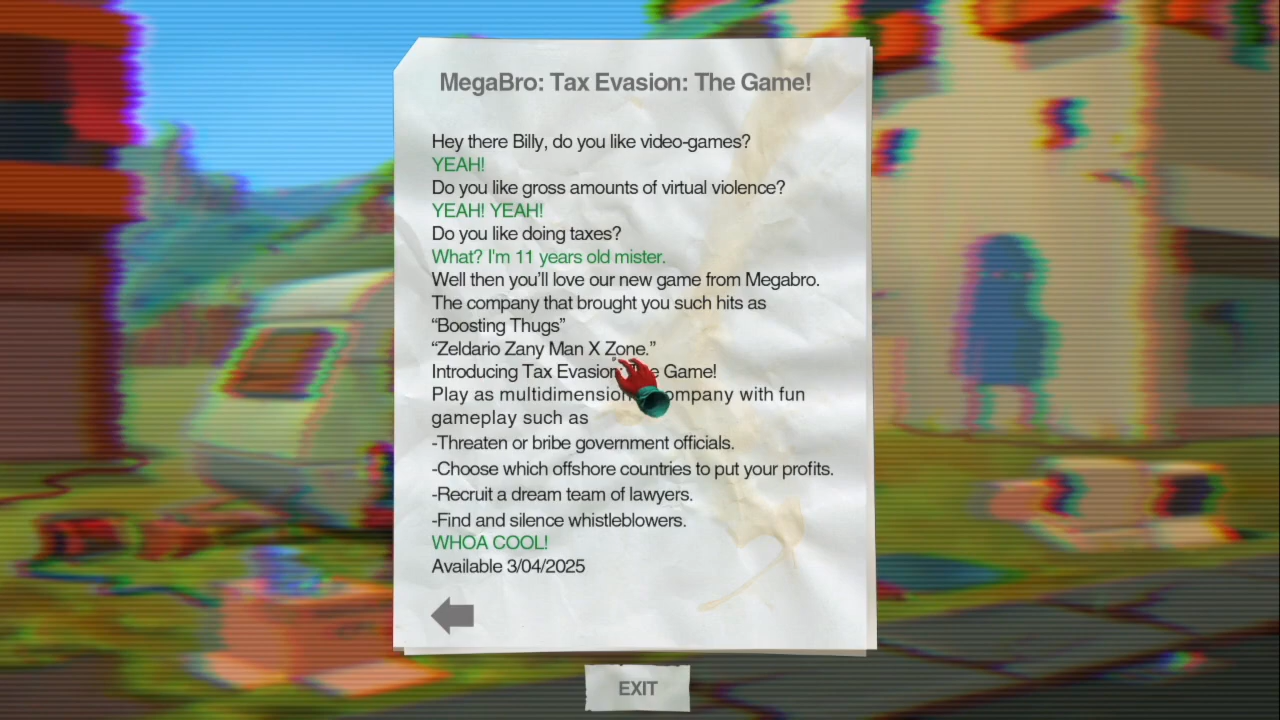 MegaBro: Tax Evasion: The Game!
Hey there Billy, do you like video-games?
YEAH!
Do you like gross amounts of virtual violence?
YEAH! YEAH!
Do you like doing taxes?
What? I'm 11 years old mister.
Well then you'll love our new game from Megabro.
The company that brought you such hits as
“Boosting Thugs”
“Zeldario Zany Man X Zone.”
Introducing Tax Evasion: The Game!
Play as multidimension company with fun
gameplay such as
-Threaten or bribe government officials.
-Choose which offshore countries to put your profits.
-Recruit a dream team of lawyers.
-Find and silence whistleblowers.
WHOA COOL!
Available 3/04/2025
EXIT